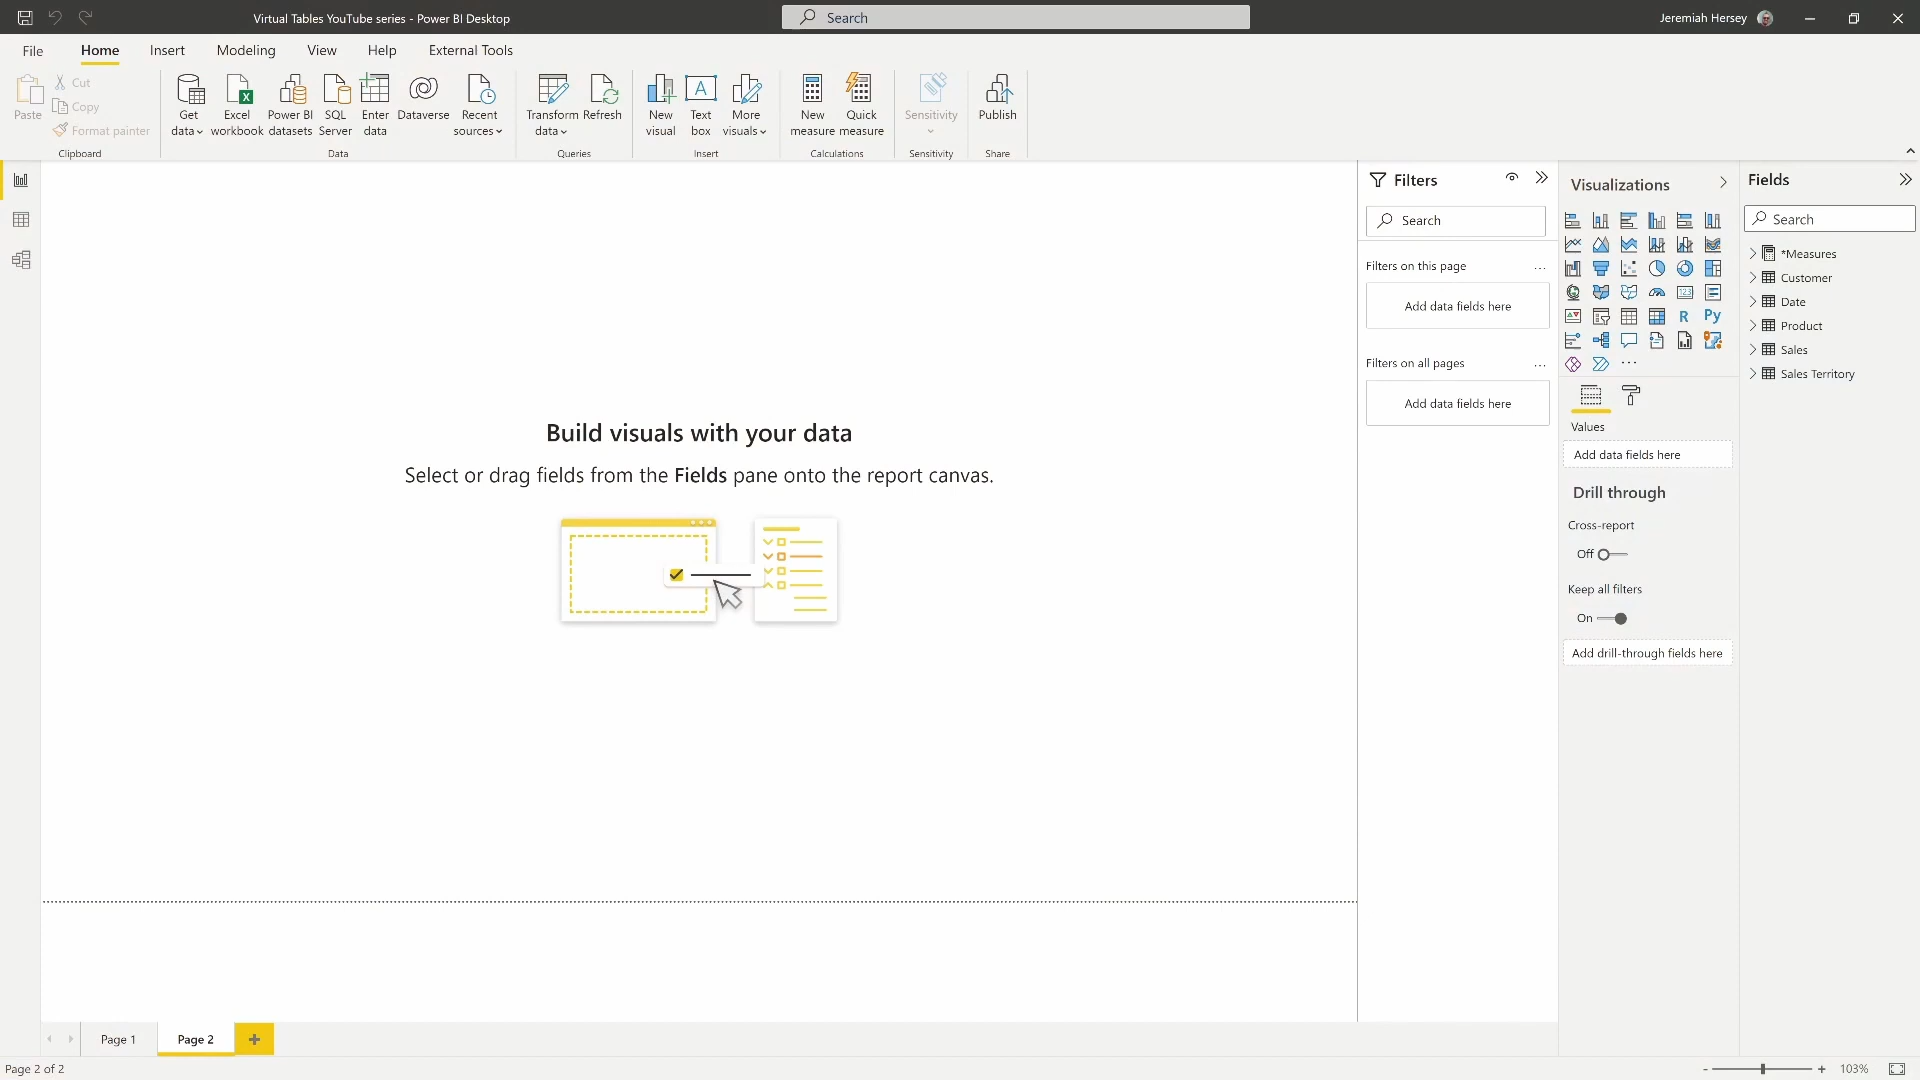 Virtual Tables YouTube series - Power BI Desktop
Search
Jeremiah Hersey
File
Home
Insert
Modeling
View
Help
External Tools
Paste
Cut
Copy
Format painter
Clipboard
Get data
Excel workbook
Power BI datasets
SQL Server
Enter data
Dataverse
Recent sources
Data
Transform data
Refresh
Queries
New visual
Text box
More visuals
Insert
New measure
Quick measure
Calculations
Sensitivity
Sensitivity
Publish
Share
Build visuals with your data
Select or drag fields from the Fields pane onto the report canvas.
Filters
Search
Filters on this page
...
Add data fields here
Filters on all pages
...
Add data fields here
Visualizations
123
R
Py
...
Values
Add data fields here
Drill through
Cross-report
Off
Keep all filters
On
Add drill-through fields here
Fields
Search
*Measures
Customer
Date
Product
Sales
Sales Territory
Page 1
Page 2
+
Page 2 of 2
-
+
103%